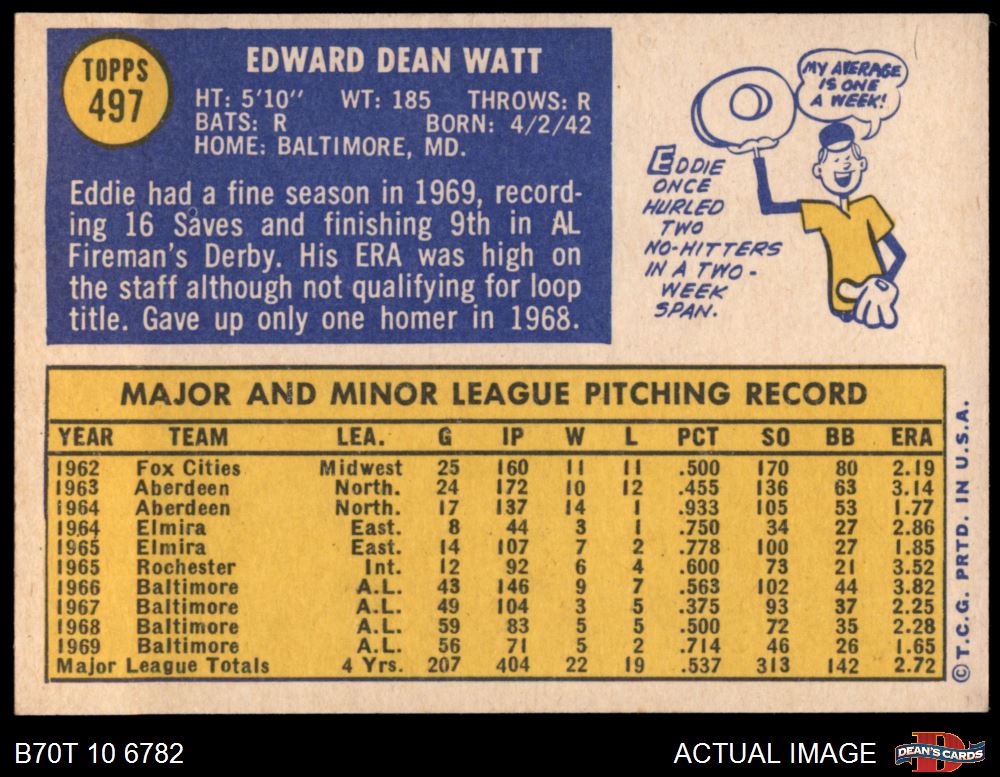 TOPPS
497
EDWARD DEAN WATT
HT: 5'10" WT: 185 THROWS: R
BATS: R BORN: 4/2/42
HOME: BALTIMORE, MD.
Eddie had a fine season in 1969, record-
ing 16 Saves and finishing 9th in AL
Fireman's Derby. His ERA was high on
the staff although not qualifying for loop
title. Gave up only one homer in 1968.
MY AVERAGE
IS ONE
A WEEK!
EDDIE
ONCE
HURLED
TWO
NO-HITTERS
IN A TWO-
WEEK
SPAN.
MAJOR AND MINOR LEAGUE PITCHING RECORD
YEAR TEAM LEA. G IP W L PCT SO BB ERA
1962 Fox Cities Midwest 25 160 11 11 .500 170 80 2.19
1963 Aberdeen North. 24 172 10 12 .455 136 63 3.14
1964 Aberdeen North. 17 137 14 1 .933 105 53 1.77
1964 Elmira East. 8 44 3 1 .750 34 27 2.86
1965 Elmira East. 14 107 7 2 .778 100 27 1.85
1965 Rochester Int. 12 92 6 4 .600 73 21 3.52
1966 Baltimore A.L. 43 146 9 7 .563 102 44 3.82
1967 Baltimore A.L. 49 104 3 5 .375 93 37 2.25
1968 Baltimore A.L. 59 83 5 5 .500 72 35 2.28
1969 Baltimore A.L. 56 71 5 2 .714 46 26 1.65
Major League Totals 4 Yrs. 207 404 22 19 .537 313 142 2.72
© T.C.G. PRTD. IN U.S.A.
B70T 10 6782
ACTUAL IMAGE
D
DEAN'S CARDS